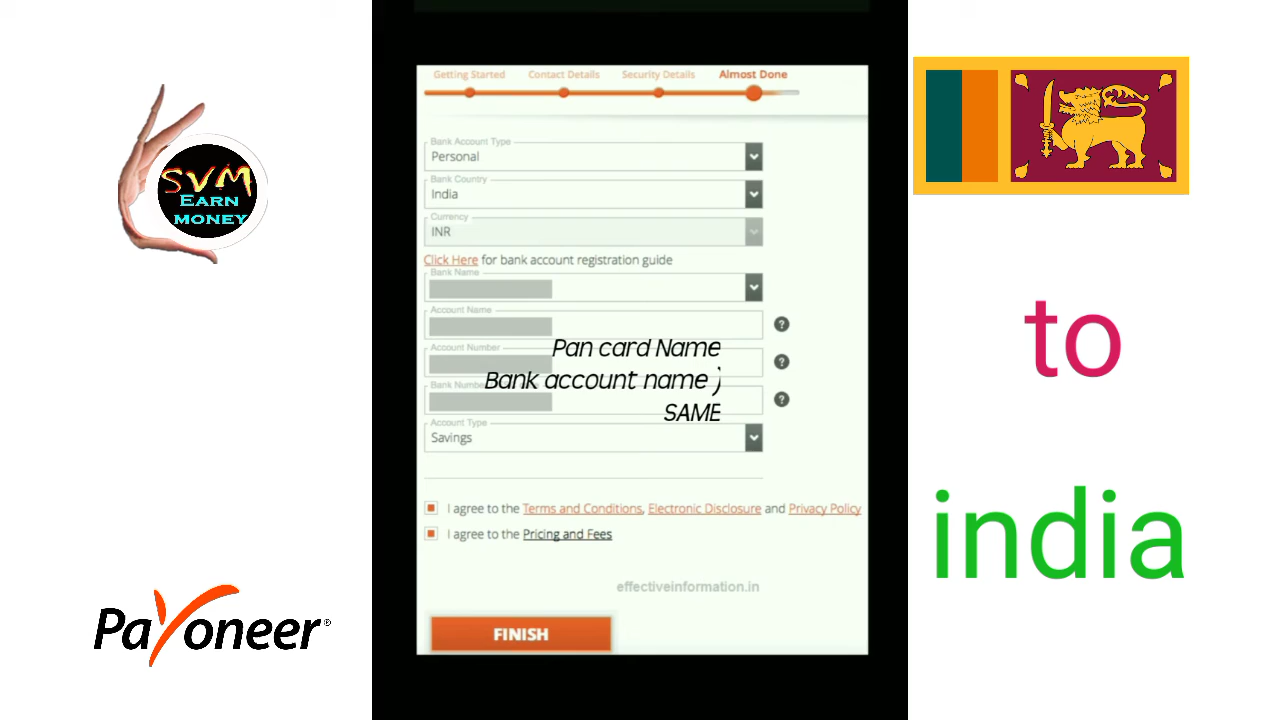 SVM
EARN
MONEY
Payoneer®
Getting Started
Contact Details
Security Details
Almost Done
Bank Account Type
Personal
Bank Country
India
Currency
INR
Click Here for bank account registration guide
Bank Name
Account Name
?
Account Number
?
Bank Number
?
Pan card Name
Bank account name )
SAME
Account Type
Savings
I agree to the Terms and Conditions, Electronic Disclosure and Privacy Policy
I agree to the Pricing and Fees
effectiveinformation.in
FINISH
to
india